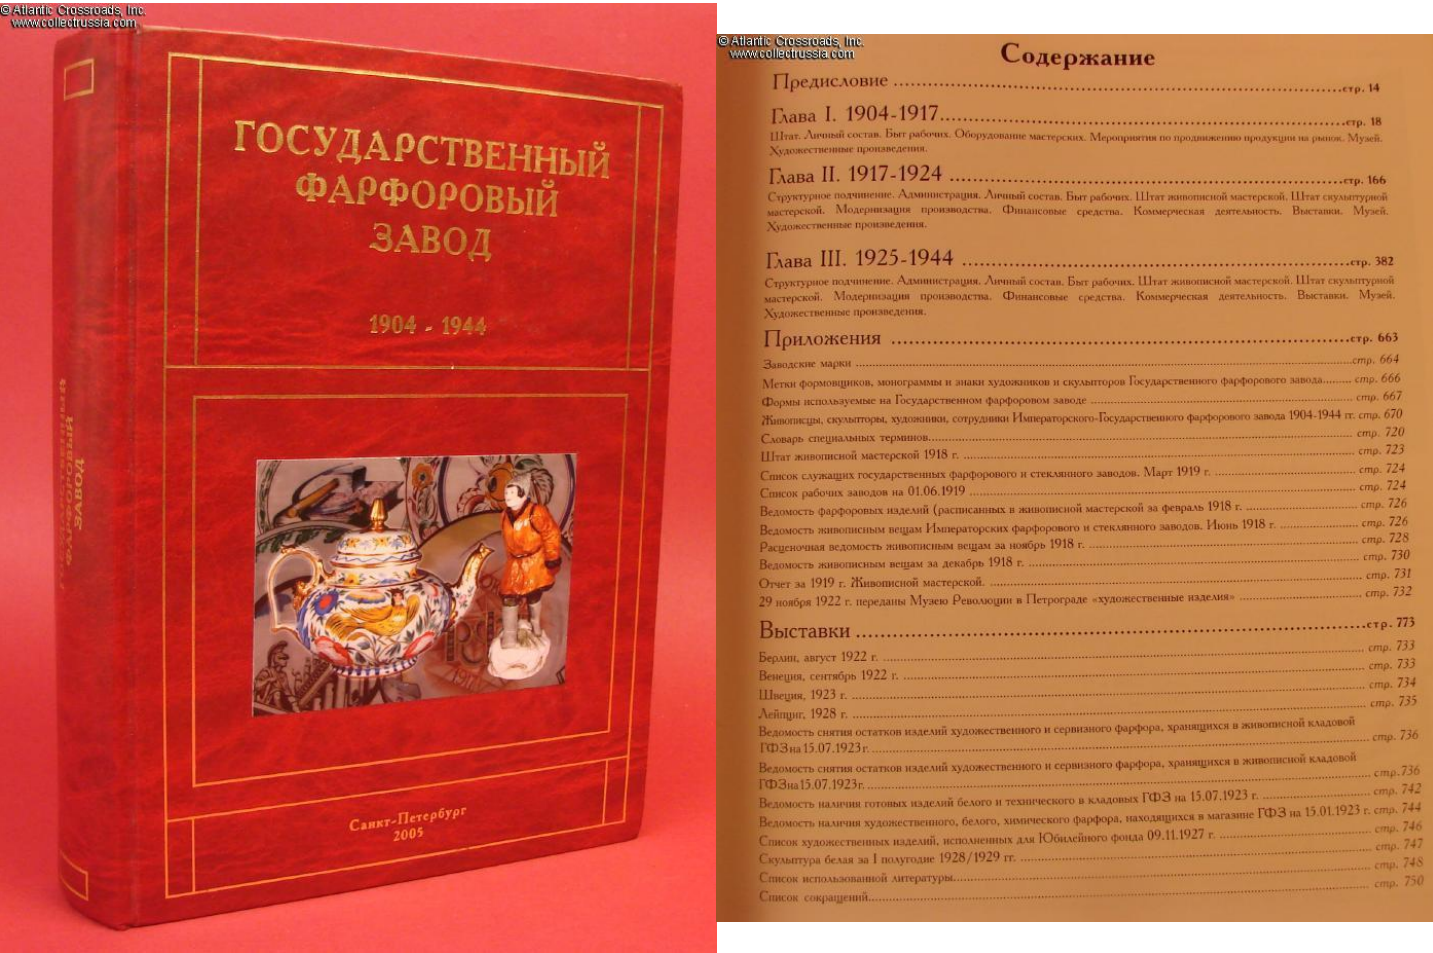 © Atlantic Crossroads, Inc.
www.collectrussia.com
ГОСУДАРСТВЕННЫЙ
ФАРФОРОВЫЙ
ЗАВОД
1904 - 1944
Санкт-Петербург
2005
ФАРФОРОВЫЙ
ЗАВОД
© Atlantic Crossroads, Inc.
www.collectrussia.com
Содержание
Предисловие ........ стр. 14
Глава I. 1904-1917........ стр. 18
Штат. Личный состав. Быт рабочих. Оборудование мастерских. Мероприятия по продвижению продукции на рынок. Музей.
Художественные произведения.
Глава II. 1917-1924 ........ стр. 166
Структурное подчинение. Администрация. Личный состав. Быт рабочих. Штат живописной мастерской. Штат скульптурной
мастерской. Модернизация производства. Финансовые средства. Коммерческая деятельность. Выставки. Музей.
Художественные произведения.
Глава III. 1925-1944 ........ стр. 382
Структурное подчинение. Администрация. Личный состав. Быт рабочих. Штат живописной мастерской. Штат скульптурной
мастерской. Модернизация производства. Финансовые средства. Коммерческая деятельность. Выставки. Музей.
Художественные произведения.
Приложения ........ стр. 663
Заводские марки ........ стр. 664
Метки формовщиков, монограммы и знаки художников и скульпторов Государственного фарфорового завода........ стр. 666
Формы используемые на Государственном фарфоровом заводе ........ стр. 667
Живописцы, скульпторы, художники, сотрудники Императорского-Государственного фарфорового завода 1904-1944 гг. стр. 670
Словарь специальных терминов........ стр. 720
Штат живописной мастерской 1918 г. ........ стр. 723
Список служащих государственных фарфорового и стеклянного заводов. Март 1919 г. ........ стр. 724
Список рабочих заводов на 01.06.1919 ........ стр. 724
Ведомость фарфоровых изделий (расписанных в живописной мастерской за февраль 1918 г. ........ стр. 726
Ведомость живописным вещам Императорских фарфорового и стеклянного заводов. Июнь 1918 г. ........ стр. 726
Расценочная ведомость живописным вещам за ноябрь 1918 г. ........ стр. 728
Ведомость живописным вещам за декабрь 1918 г. ........ стр. 730
Отчет за 1919 г. Живописной мастерской. ........ стр. 731
29 ноября 1922 г. переданы Музею Революции в Петрограде «художественные изделия» ........ стр. 732
Выставки ........ стр. 773
Берлин, август 1922 г. ........ стр. 733
Венеция, сентябрь 1922 г. ........ стр. 733
Швеция, 1923 г. ........ стр. 734
Лейпциг, 1928 г. ........ стр. 735
Ведомость снятия остатков изделий художественного и сервизного фарфора, хранящихся в живописной кладовой
ГФЗ на 15.07.1923 г. ........ стр. 736
Ведомость снятия остатков изделий художественного и сервизного фарфора, хранящихся в живописной кладовой
ГФЗ на 15.07.1923 г. ........ стр. 736
Ведомость наличия готовых изделий белого и технического в кладовых ГФЗ на 15.07.1923 г. ........ стр. 742
Ведомость наличия художественного, белого, химического фарфора, находящихся в магазине ГФЗ на 15.01.1923 г. стр. 744
Список художественных изделий, исполненных для Юбилейного фонда 09.11.1927 г. ........ стр. 746
Скульптура белая за I полугодие 1928/1929 гг. ........ стр. 747
Список использованной литературы........ стр. 748
Список сокращений........ стр. 750